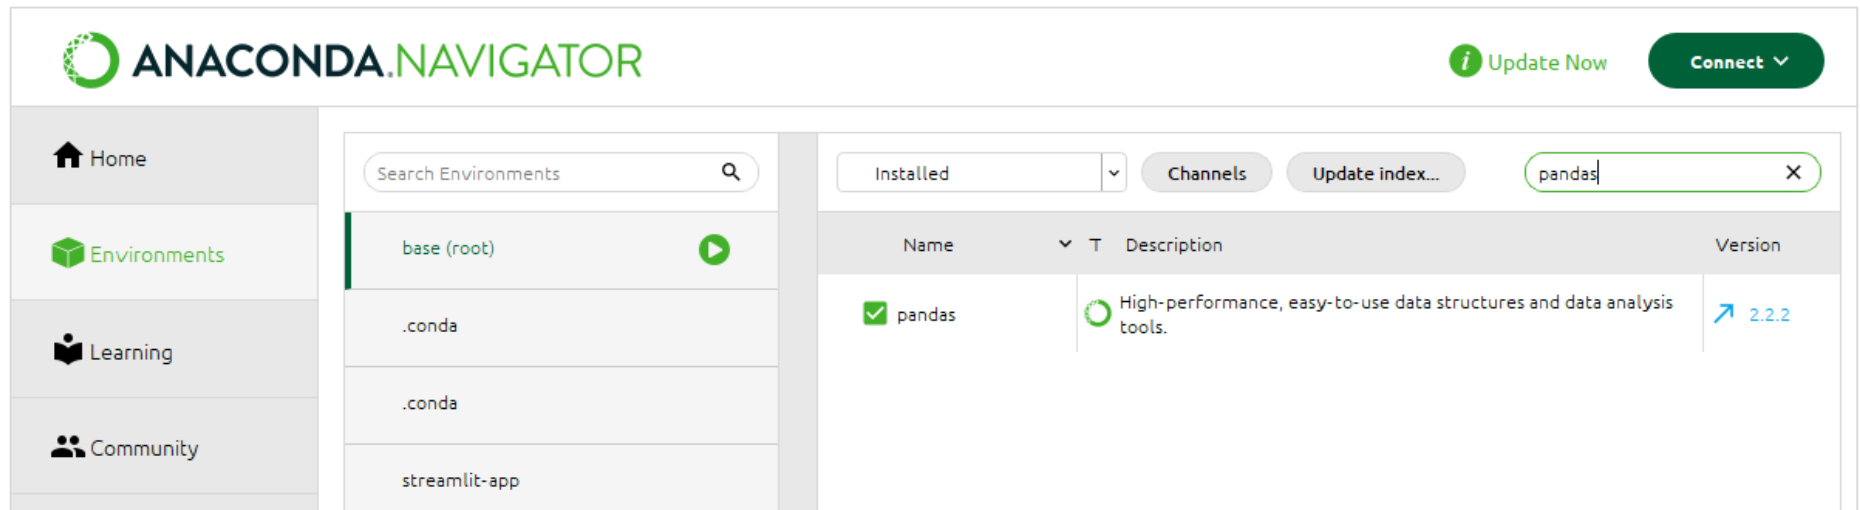 ANACONDA.NAVIGATOR
i Update Now
Connect
Home
Environments
Learning
Community
Search Environments
base (root)
.conda
.conda
streamlit-app
Installed
Channels
Update index...
pandas
Name T Description Version
pandas
High-performance, easy-to-use data structures and data analysis
tools.
2.2.2